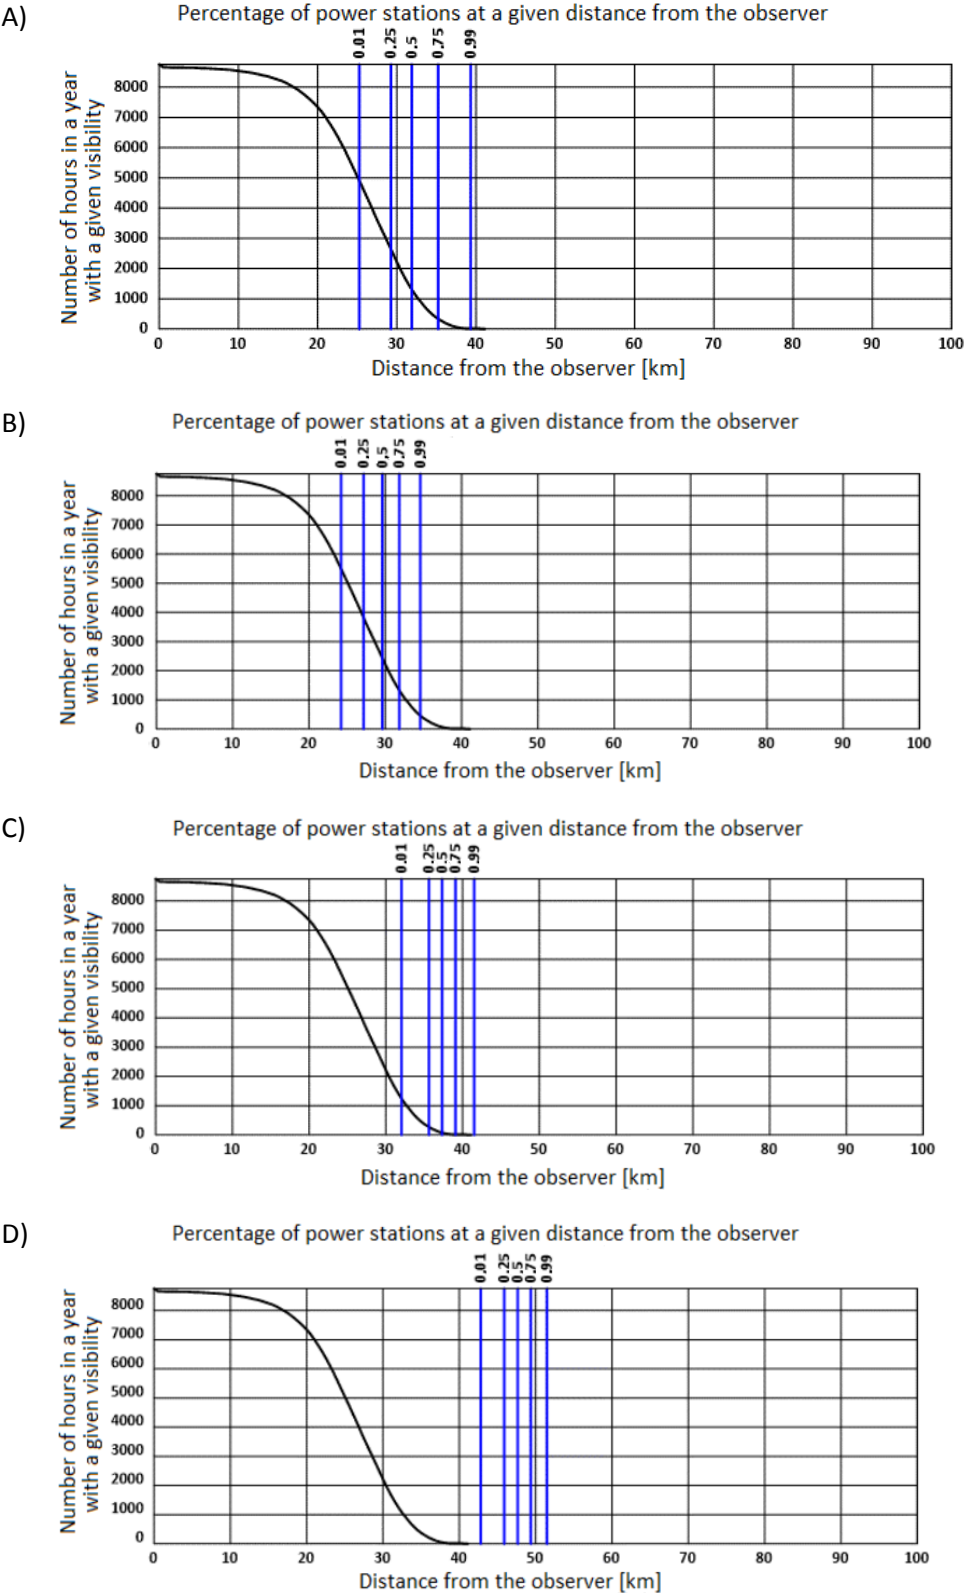 A)
Percentage of power stations at a given distance from the observer
0.01 0.25 0.5 0.75 0.99
Number of hours in a year
with a given visibility
8000
7000
6000
5000
4000
3000
2000
1000
0
0 10 20 30 40 50 60 70 80 90 100
Distance from the observer [km]
B)
Percentage of power stations at a given distance from the observer
0.01 0.25 0,5 0.75 0.99
Number of hours in a year
with a given visibility
8000
7000
6000
5000
4000
3000
2000
1000
0
0 10 20 30 40 50 60 70 80 90 100
Distance from the observer [km]
C)
Percentage of power stations at a given distance from the observer
0.01 0.25 0.5 0.75 0.99
Number of hours in a year
with a given visibility
8000
7000
6000
5000
4000
3000
2000
1000
0
0 10 20 30 40 50 60 70 80 90 100
Distance from the observer [km]
D)
Percentage of power stations at a given distance from the observer
0.01 0.25 0.5 0.75 0.99
Number of hours in a year
with a given visibility
8000
7000
6000
5000
4000
3000
2000
1000
0
0 10 20 30 40 50 60 70 80 90 100
Distance from the observer [km]